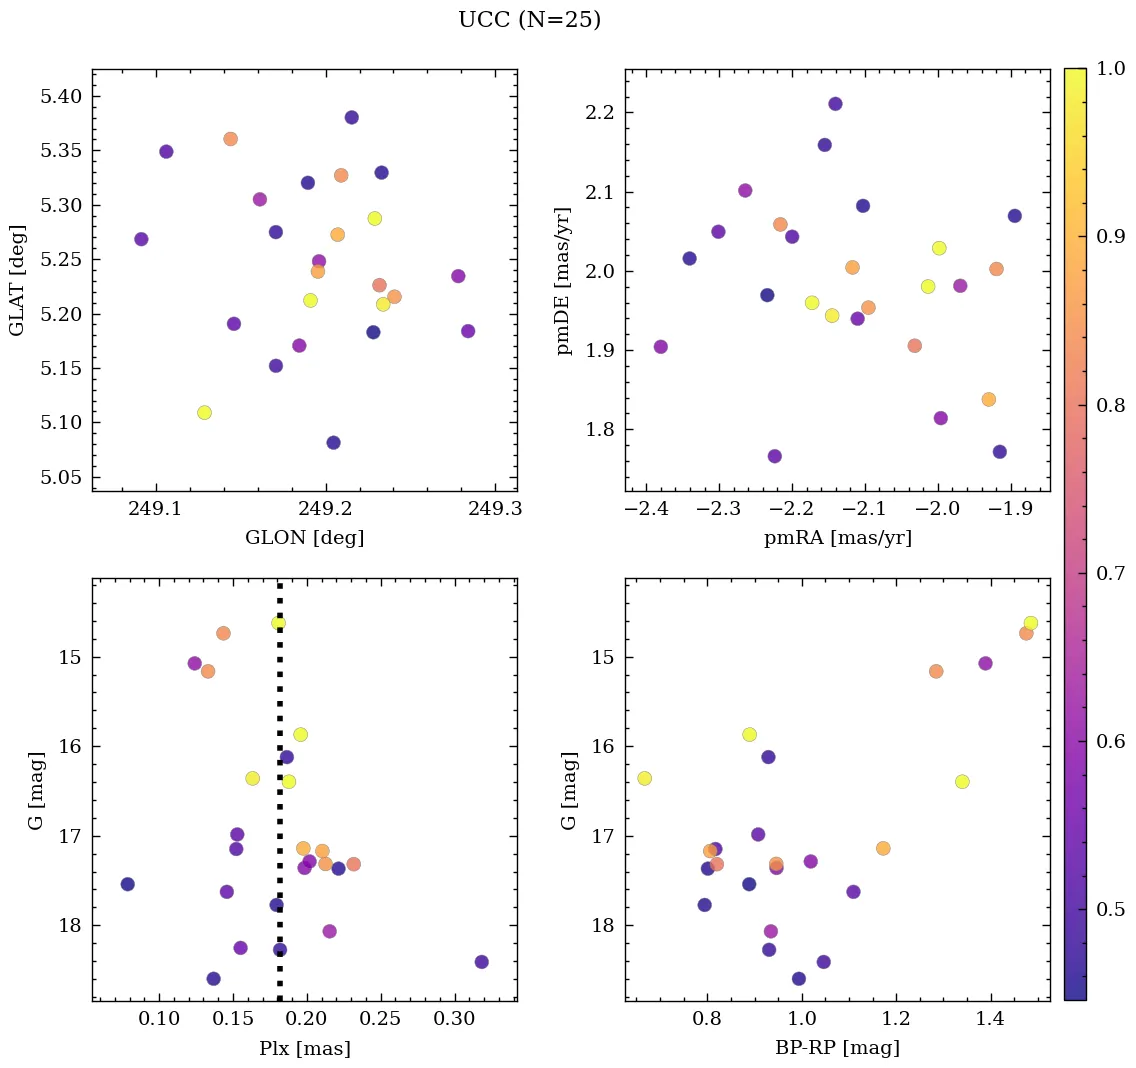 UCC (N=25)
5.40
5.35
5.30
5.25
5.20
5.15
5.10
5.05
GLAT [deg]
249.1 249.2 249.3
GLON [deg]
2.2
2.1
2.0
1.9
1.8
pmDE [mas/yr]
−2.4 −2.3 −2.2 −2.1 −2.0 −1.9
pmRA [mas/yr]
1.0
0.9
0.8
0.7
0.6
0.5
15
16
17
18
G [mag]
0.10 0.15 0.20 0.25 0.30
Plx [mas]
15
16
17
18
G [mag]
0.8 1.0 1.2 1.4
BP-RP [mag]